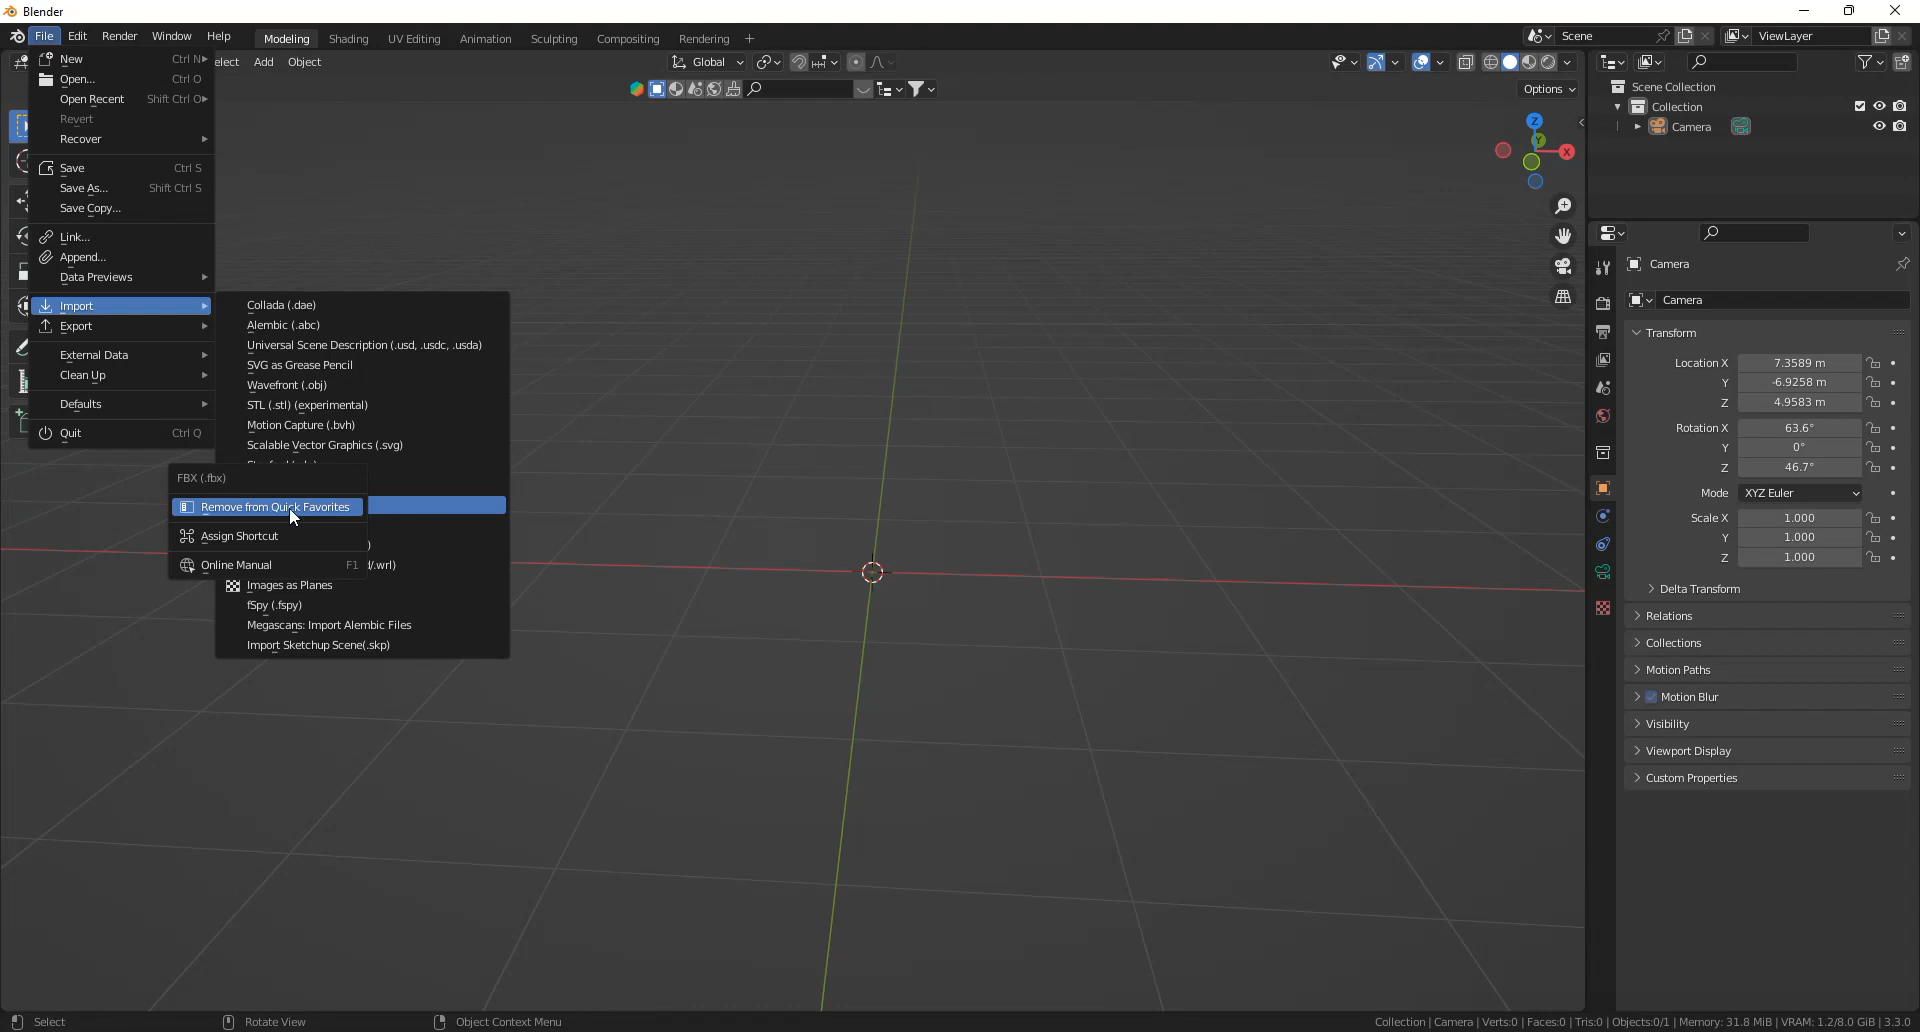 Blender
File Edit Render Window Help
Modeling Shading UV Editing Animation Sculpting Compositing Rendering
Scene
ViewLayer
New Ctrl N
Open... Ctrl O
Open Recent Shift Ctrl O
Revert
Recover
Save Ctrl S
Save As... Shift Ctrl S
Save Copy...
Link...
Append...
Data Previews
Import
Export
External Data
Clean Up
Defaults
Quit Ctrl Q
elect Add Object
Global
Options
Z
Y
X
Collada (.dae)
Alembic (.abc)
Universal Scene Description (.usd, .usdc, .usda)
SVG as Grease Pencil
Wavefront (.obj)
STL (.stl) (experimental)
Motion Capture (.bvh)
Scalable Vector Graphics (.svg)
FBX (.fbx)
Remove from Quick Favorites
Assign Shortcut
Online Manual F1
)
/.wrl)
Images as Planes
fSpy (.fspy)
Megascans: Import Alembic Files
Import Sketchup Scene(.skp)
Scene Collection
Collection
Camera
Camera
Camera
Transform
Location X 7.3589 m
Y -6.9258 m
Z 4.9583 m
Rotation X 63.6°
Y 0°
Z 46.7°
Mode XYZ Euler
Scale X 1.000
Y 1.000
Z 1.000
Delta Transform
Relations
Collections
Motion Paths
Motion Blur
Visibility
Viewport Display
Custom Properties
Select
Rotate View
Object Context Menu
Collection | Camera | Verts:0 | Faces:0 | Tris:0 | Objects:0/1 | Memory: 31.8 MiB | VRAM: 1.2/8.0 GiB | 3.3.0